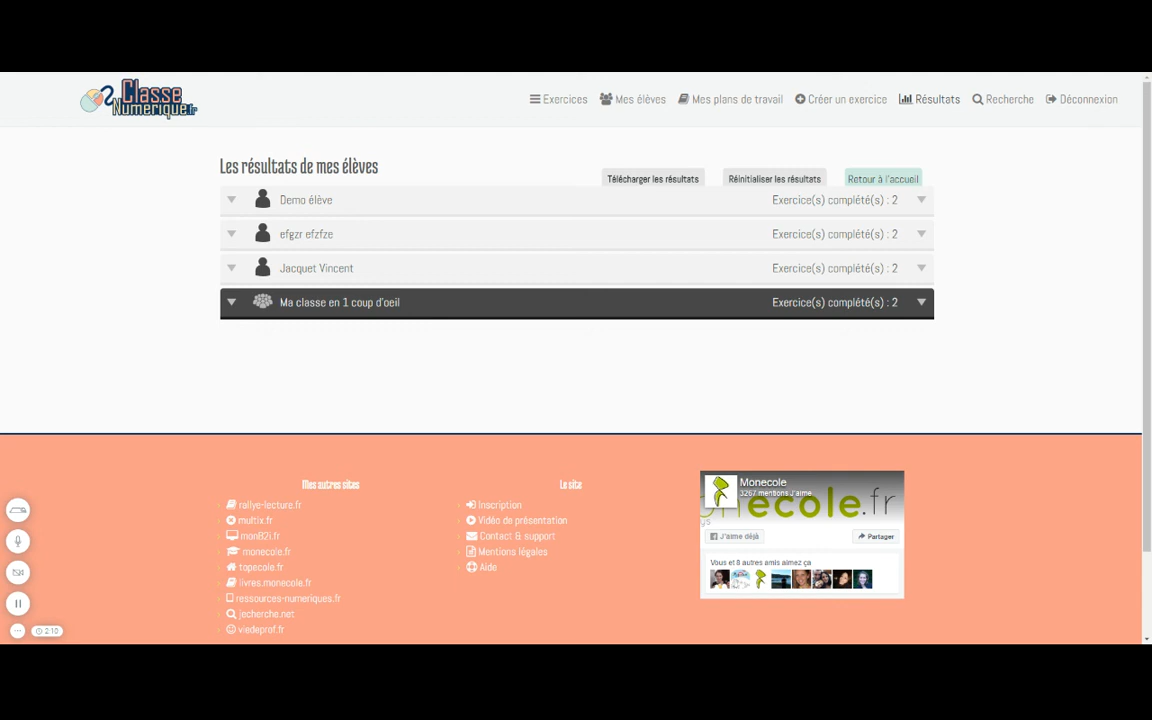 Classe
Numerique.fr
Exercices
Mes élèves
Mes plans de travail
Créer un exercice
Résultats
Recherche
Déconnexion
Les résultats de mes élèves
Télécharger les résultats
Réinitialiser les résultats
Retour à l'accueil
Demo élève
Exercice(s) complété(s) : 2
efgzr efzfze
Exercice(s) complété(s) : 2
Jacquet Vincent
Exercice(s) complété(s) : 2
Ma classe en 1 coup d'oeil
Exercice(s) complété(s) : 2
Mes autres sites
rallye-lecture.fr
multix.fr
monB2i.fr
monecole.fr
topecole.fr
livres.monecole.fr
ressources-numeriques.fr
jecherche.net
viedeprof.fr
Le site
Inscription
Vidéo de présentation
Contact & support
Mentions légales
Aide
Monecole
3267 mentions J'aime
ecole.fr
J'aime déjà
Partager
Vous et 8 autres amis aimez ça
2:10